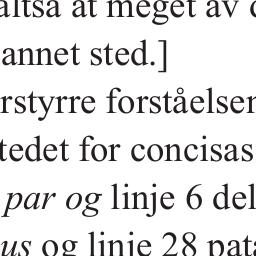 altså at meget av
annet sted.]
rstyrre forståelsen
tedet for concisas
par og linje 6 del
us og linje 28 pat